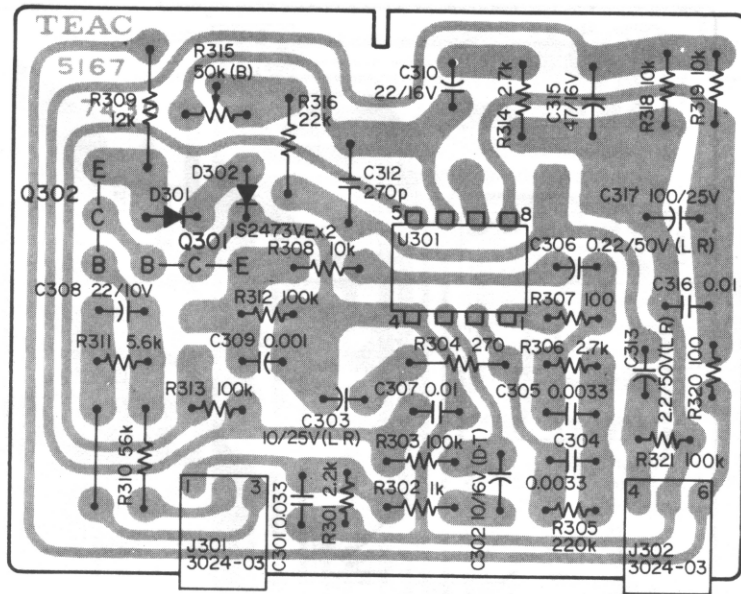 TEAC
5167
R315
50k(B)
R309
12k
R316
22k
C310
22/16V
R314 2.7k
C315
47/16V
R318 10k
R319 10k
E
Q302
C
B
D301
D302
Q301
B C E
1S2473VEx2
C312
270p
R308 10k
5 8
U301
4 1
C317 100/25V
C306 0.22/50V(LR)
C316 0.01
C308 22/10V
R312 100k
R307 100
R311 5.6k
C309 0.001
R304 270
R306 2.7k
C313
2.2/50V(LR)
R320 100
R313 100k
C303
10/25V(LR)
C307 0.01
C305 0.0033
R310 56k
R303 100k
C304
0.0033
R321 100k
R302 1k
C302 10/16V(D·T)
R305
220k
C301 0.033
R301 2.2k
1 3
J301
3024-03
4 6
J302
3024-03